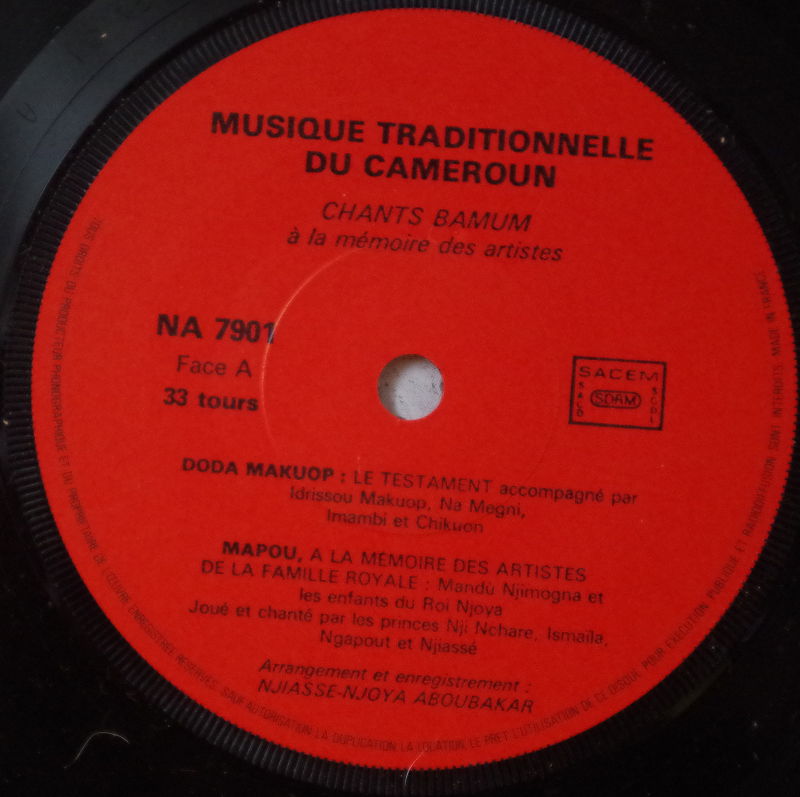 MUSIQUE TRADITIONNELLE
DU CAMEROUN
CHANTS BAMUM
à la mémoire des artistes
NA 7901
Face A
33 tours
SACEM
SACD
SDRM
SGDL
DODA MAKUOP : LE TESTAMENT accompagné par
Idrissou Makuop, Na Megni,
Imambi et Chikuon
MAPOU, A LA MÉMOIRE DES ARTISTES
DE LA FAMILLE ROYALE : Mandù Njimogna et
les enfants du Roi Njoya
Joué et chanté par les princes Nji Nchare, Ismaïla,
Ngapout et Njiassé
Arrangement et enregistrement :
NJIASSE-NJOYA ABOUBAKAR
TOUS DROITS DU PRODUCTEUR PHONOGRAPHIQUE ET DU PROPRIETAIRE DE L'ŒUVRE ENREGISTREE RESERVES. SAUF AUTORISATION LA DUPLICATION, LA LOCATION, LE PRET, L'UTILISATION DE CE DISQUE POUR EXECUTION PUBLIQUE ET RADIODIFFUSION SONT INTERDITS. MADE IN FRANCE